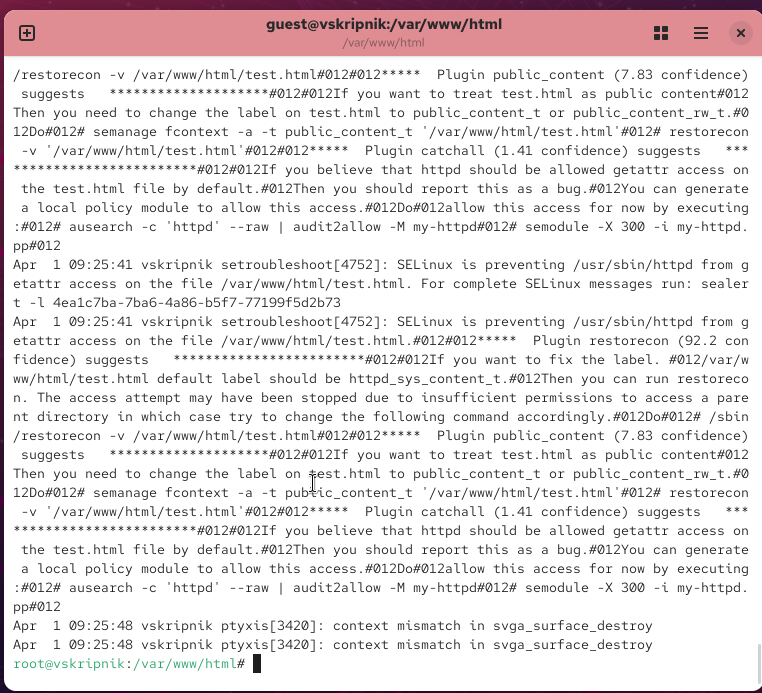 guest@vskripnik:/var/www/html
/var/www/html
/restorecon -v /var/www/html/test.html#012#012*****  Plugin public_content (7.83 confidence)
 suggests   ********************#012#012If you want to treat test.html as public content#012
Then you need to change the label on test.html to public_content_t or public_content_rw_t.#0
12Do#012# semanage fcontext -a -t public_content_t '/var/www/html/test.html'#012# restorecon
 -v '/var/www/html/test.html'#012#012*****  Plugin catchall (1.41 confidence) suggests   ***
***********************#012#012If you believe that httpd should be allowed getattr access on
 the test.html file by default.#012Then you should report this as a bug.#012You can generate
 a local policy module to allow this access.#012Do#012allow this access for now by executing
:#012# ausearch -c 'httpd' --raw | audit2allow -M my-httpd#012# semodule -X 300 -i my-httpd.
pp#012
Apr  1 09:25:41 vskripnik setroubleshoot[4752]: SELinux is preventing /usr/sbin/httpd from g
etattr access on the file /var/www/html/test.html. For complete SELinux messages run: sealer
t -l 4ea1c7ba-7ba6-4a86-b5f7-77199f5d2b73
Apr  1 09:25:41 vskripnik setroubleshoot[4752]: SELinux is preventing /usr/sbin/httpd from g
etattr access on the file /var/www/html/test.html.#012#012*****  Plugin restorecon (92.2 con
fidence) suggests   ************************#012#012If you want to fix the label. #012/var/w
ww/html/test.html default label should be httpd_sys_content_t.#012Then you can run restoreco
n. The access attempt may have been stopped due to insufficient permissions to access a pare
nt directory in which case try to change the following command accordingly.#012Do#012# /sbin
/restorecon -v /var/www/html/test.html#012#012*****  Plugin public_content (7.83 confidence)
 suggests   ********************#012#012If you want to treat test.html as public content#012
Then you need to change the label on test.html to public_content_t or public_content_rw_t.#0
12Do#012# semanage fcontext -a -t public_content_t '/var/www/html/test.html'#012# restorecon
 -v '/var/www/html/test.html'#012#012*****  Plugin catchall (1.41 confidence) suggests   ***
***********************#012#012If you believe that httpd should be allowed getattr access on
 the test.html file by default.#012Then you should report this as a bug.#012You can generate
 a local policy module to allow this access.#012Do#012allow this access for now by executing
:#012# ausearch -c 'httpd' --raw | audit2allow -M my-httpd#012# semodule -X 300 -i my-httpd.
pp#012
Apr  1 09:25:48 vskripnik ptyxis[3420]: context mismatch in svga_surface_destroy
Apr  1 09:25:48 vskripnik ptyxis[3420]: context mismatch in svga_surface_destroy
root@vskripnik:/var/www/html#